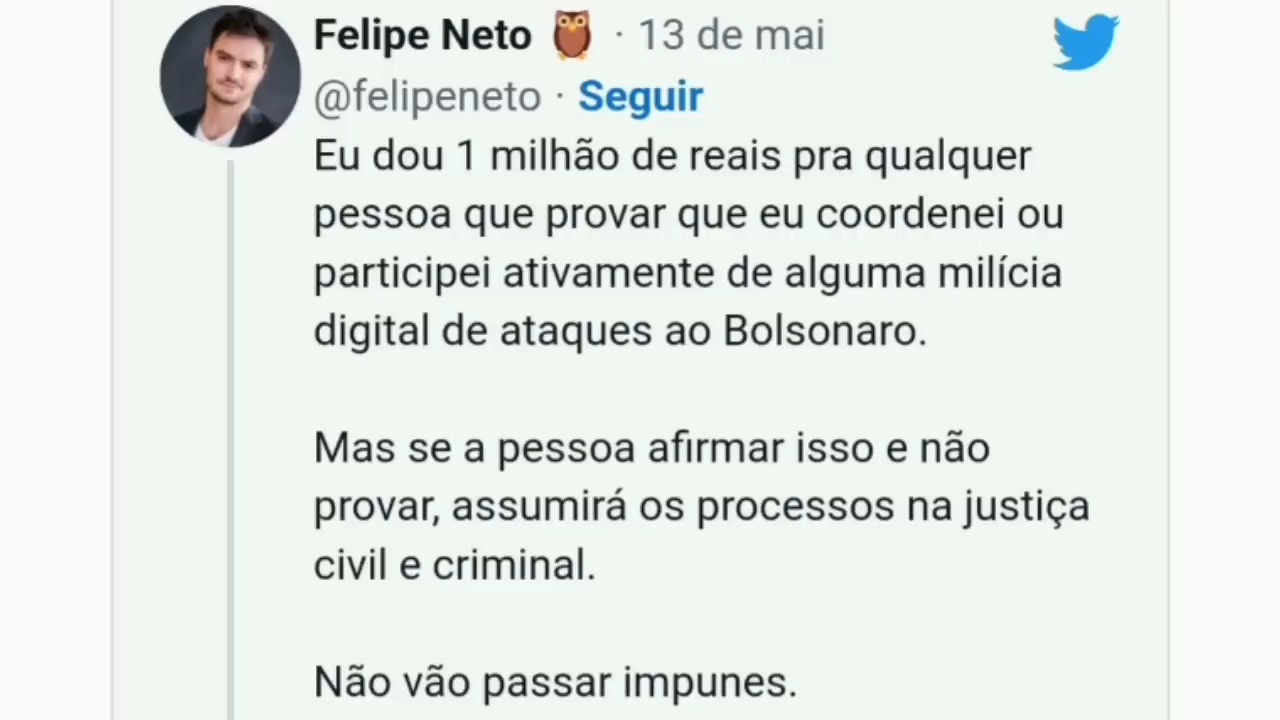 Felipe Neto 🦉 · 13 de mai
@felipeneto · Seguir
Eu dou 1 milhão de reais pra qualquer
pessoa que provar que eu coordenei ou
participei ativamente de alguma milícia
digital de ataques ao Bolsonaro.
Mas se a pessoa afirmar isso e não
provar, assumirá os processos na justiça
civil e criminal.
Não vão passar impunes.